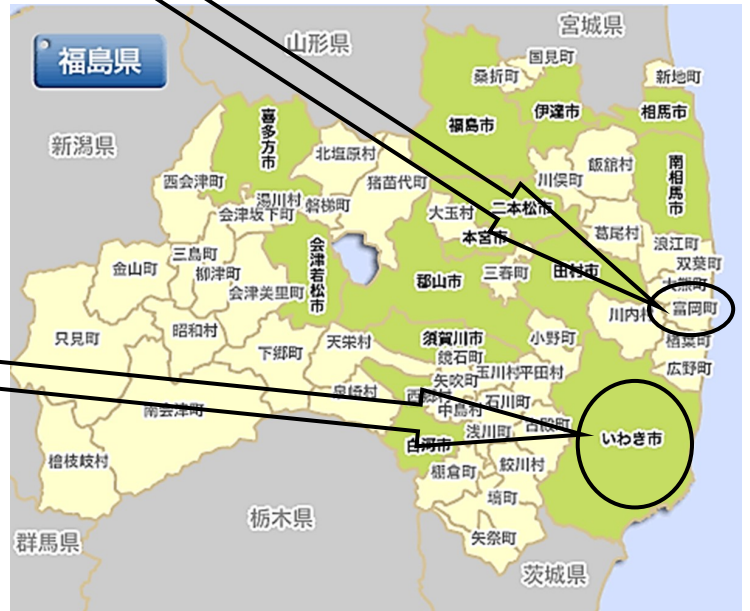 宮城県
山形県
国見町
福島県
桑折町
新地町
喜多方市
福島市
伊達市
相馬市
新潟県
北塩原村
飯舘村
南相馬市
西会津町
猪苗代町
川俣町
湯川村
磐梯町
二本松市
会津坂下町
大玉村
葛尾村
本宮市
浪江町
会津若松市
三島町
双葉町
金山町
柳津町
田村市
三春町
大熊町
郡山市
会津美里町
富岡町
川内村
昭和村
須賀川市
小野町
只見町
天栄村
楢葉町
下郷町
鏡石町
玉川村
平田村
広野町
矢吹町
泉崎村
西郷村
石川町
南会津町
中島村
古殿町
浅川町
いわき市
白河市
檜枝岐村
棚倉町
鮫川村
塙町
栃木県
矢祭町
群馬県
茨城県